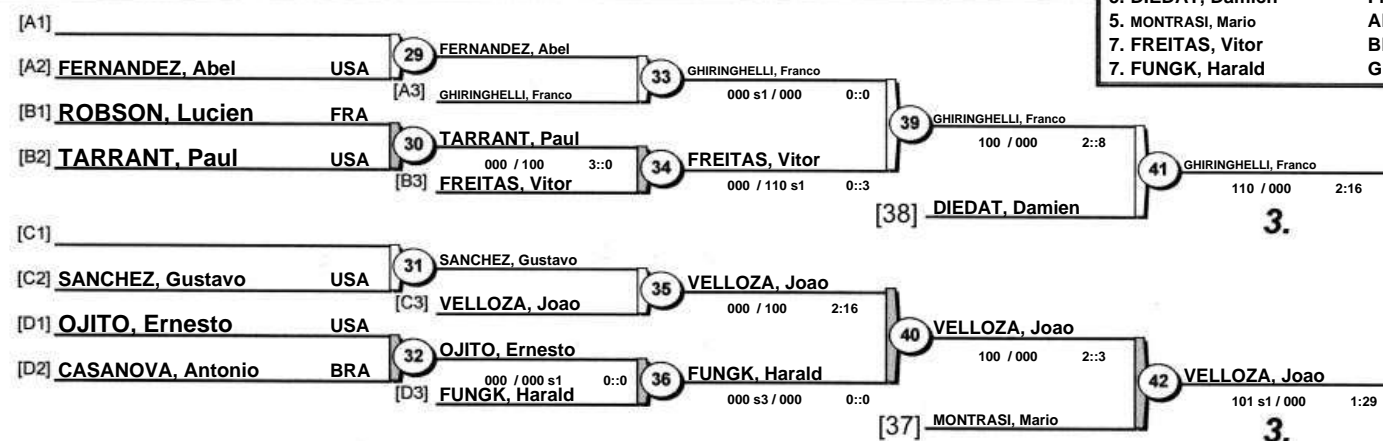 DIEDAT, Damien
5. MONTRASI, Mario A
7. FREITAS, Vitor B
7. FUNGK, Harald G
[A1]
[A2] FERNANDEZ, Abel USA
29
FERNANDEZ, Abel
[A3] GHIRINGHELLI, Franco
33
GHIRINGHELLI, Franco
000 s1 / 000 0::0
[B1] ROBSON, Lucien FRA
[B2] TARRANT, Paul USA
30
TARRANT, Paul
000 / 100 3::0
[B3] FREITAS, Vitor
34
FREITAS, Vitor
000 / 110 s1 0::3
39
GHIRINGHELLI, Franco
100 / 000 2::8
[38] DIEDAT, Damien
41
GHIRINGHELLI, Franco
110 / 000 2:16
3.
[C1]
[C2] SANCHEZ, Gustavo USA
31
SANCHEZ, Gustavo
[C3] VELLOZA, Joao
35
VELLOZA, Joao
000 / 100 2:16
[D1] OJITO, Ernesto USA
[D2] CASANOVA, Antonio BRA
32
OJITO, Ernesto
000 / 000 s1 0::0
[D3] FUNGK, Harald
36
FUNGK, Harald
000 s3 / 000 0::0
40
VELLOZA, Joao
100 / 000 2::3
[37] MONTRASI, Mario
42
VELLOZA, Joao
101 s1 / 000 1:29
3.